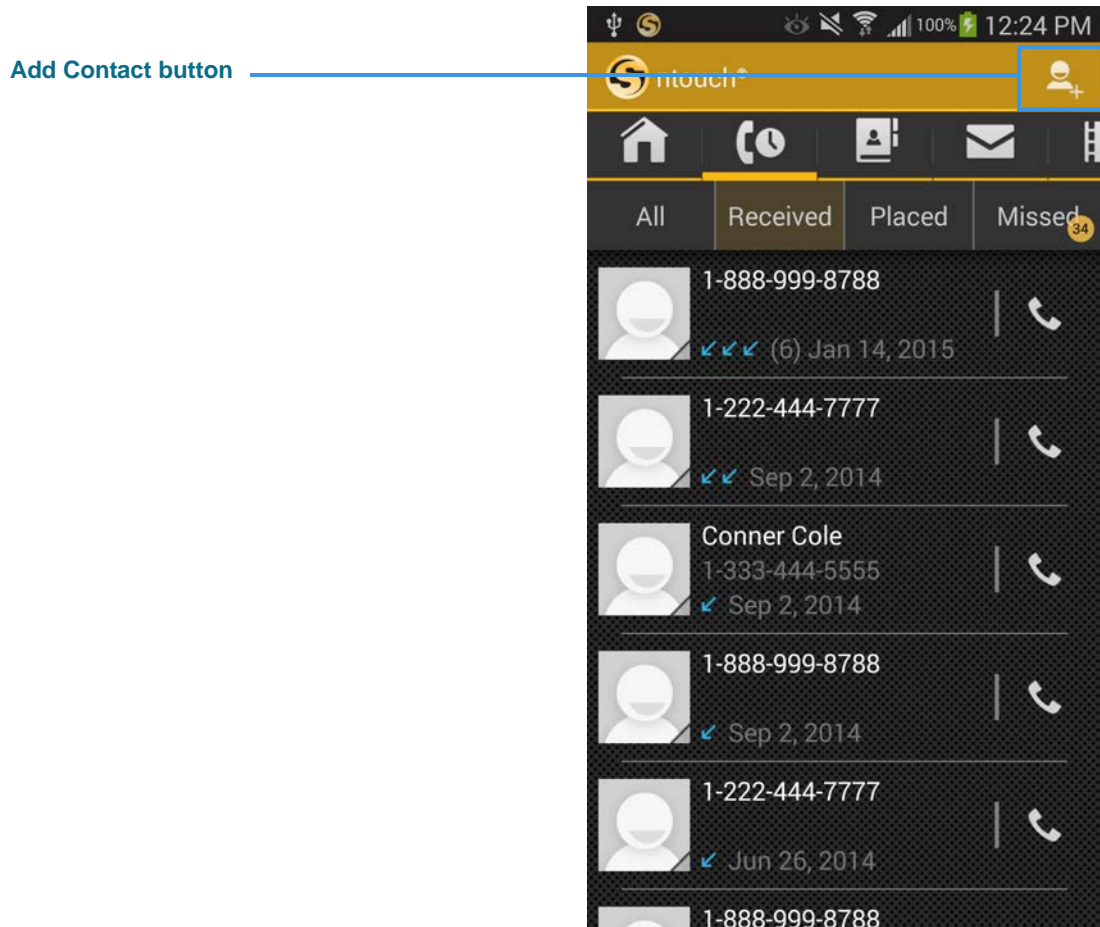 100% 12:24 PM
Add Contact button
ntouch®
All Received Placed Missed
34
1-888-999-8788
(6) Jan 14, 2015
1-222-444-7777
Sep 2, 2014
Conner Cole
1-333-444-5555
Sep 2, 2014
1-888-999-8788
Sep 2, 2014
1-222-444-7777
Jun 26, 2014
1-888-999-8788